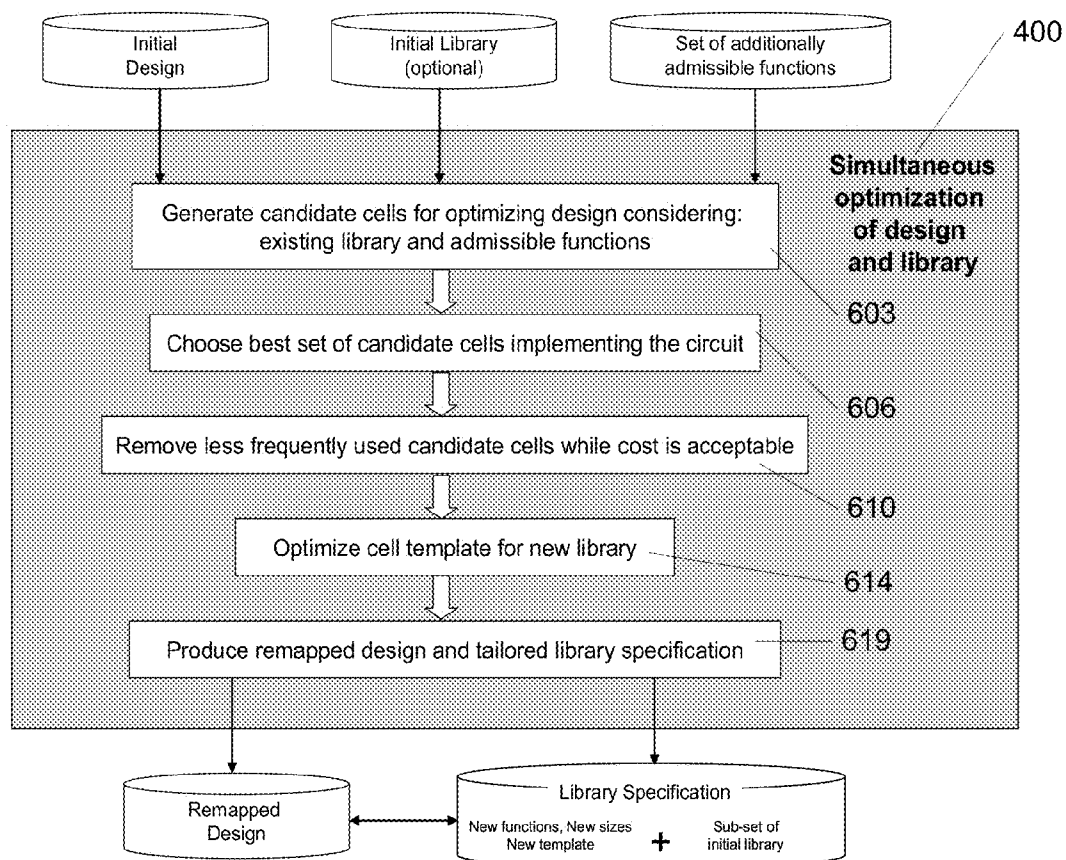 Initial
Design
Initial Library
(optional)
Set of additionally
admissible functions
400
Simultaneous
optimization
of design
and library
Generate candidate cells for optimizing design considering:
existing library and admissible functions
603
Choose best set of candidate cells implementing the circuit
606
Remove less frequently used candidate cells while cost is acceptable
610
Optimize cell template for new library
614
Produce remapped design and tailored library specification
619
Remapped
Design
Library Specification
New functions, New sizes
New template
+
Sub-set of
initial library